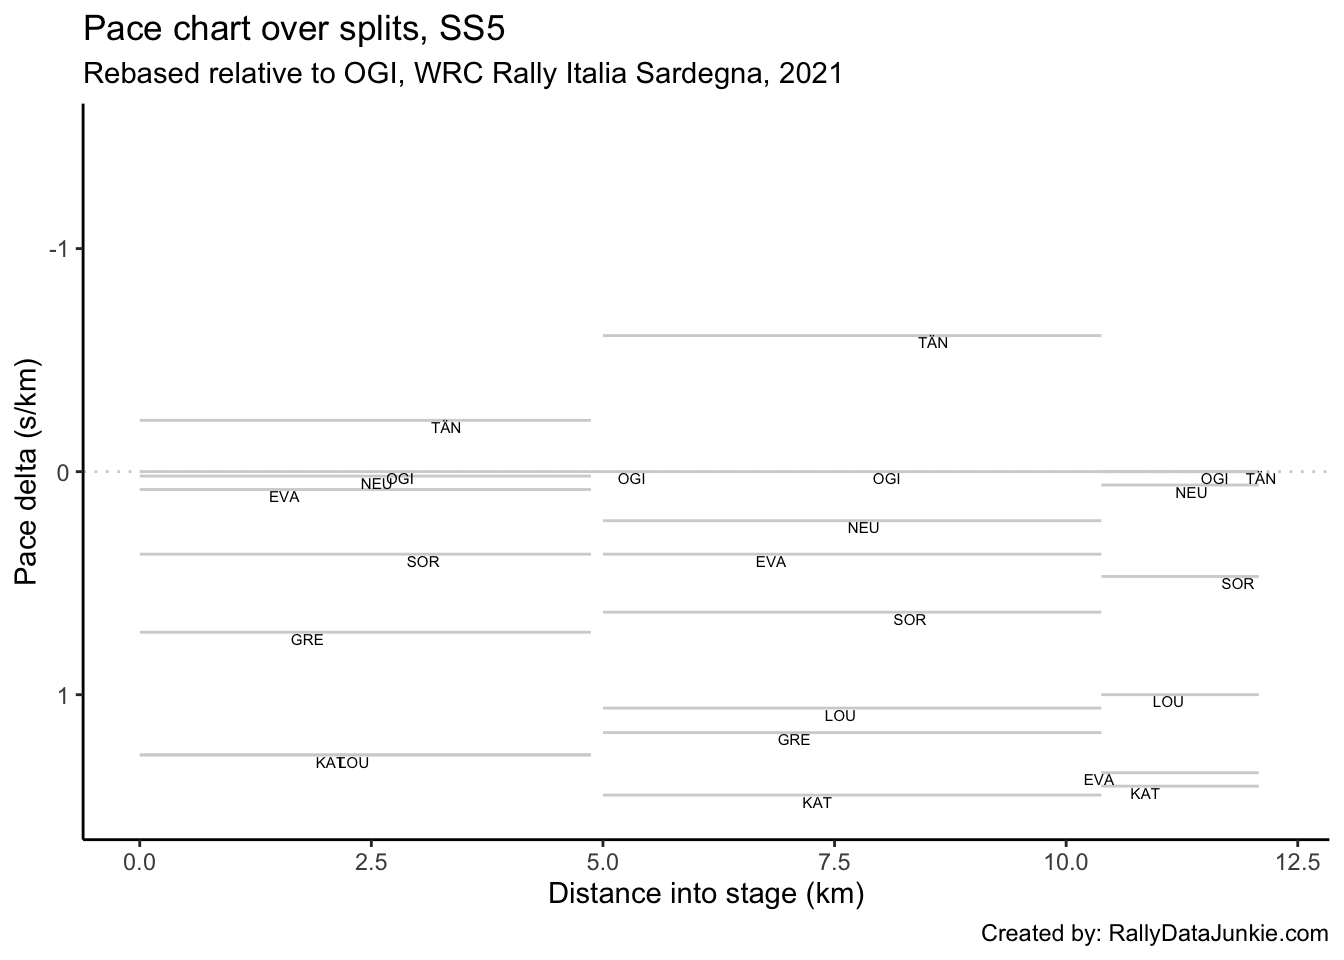 Pace chart over splits, SS5
Rebased relative to OGI, WRC Rally Italia Sardegna, 2021
Pace delta (s/km)
-1
0
1
TÄN
TÄN
OGI
NEU
EVA
OGI
OGI
OGI
TÄN
NEU
NEU
SOR
EVA
SOR
GRE
SOR
LOU
LOU
GRE
KAT
LOU
EVA
KAT
KAT
0.0 2.5 5.0 7.5 10.0 12.5
Distance into stage (km)
Created by: RallyDataJunkie.com